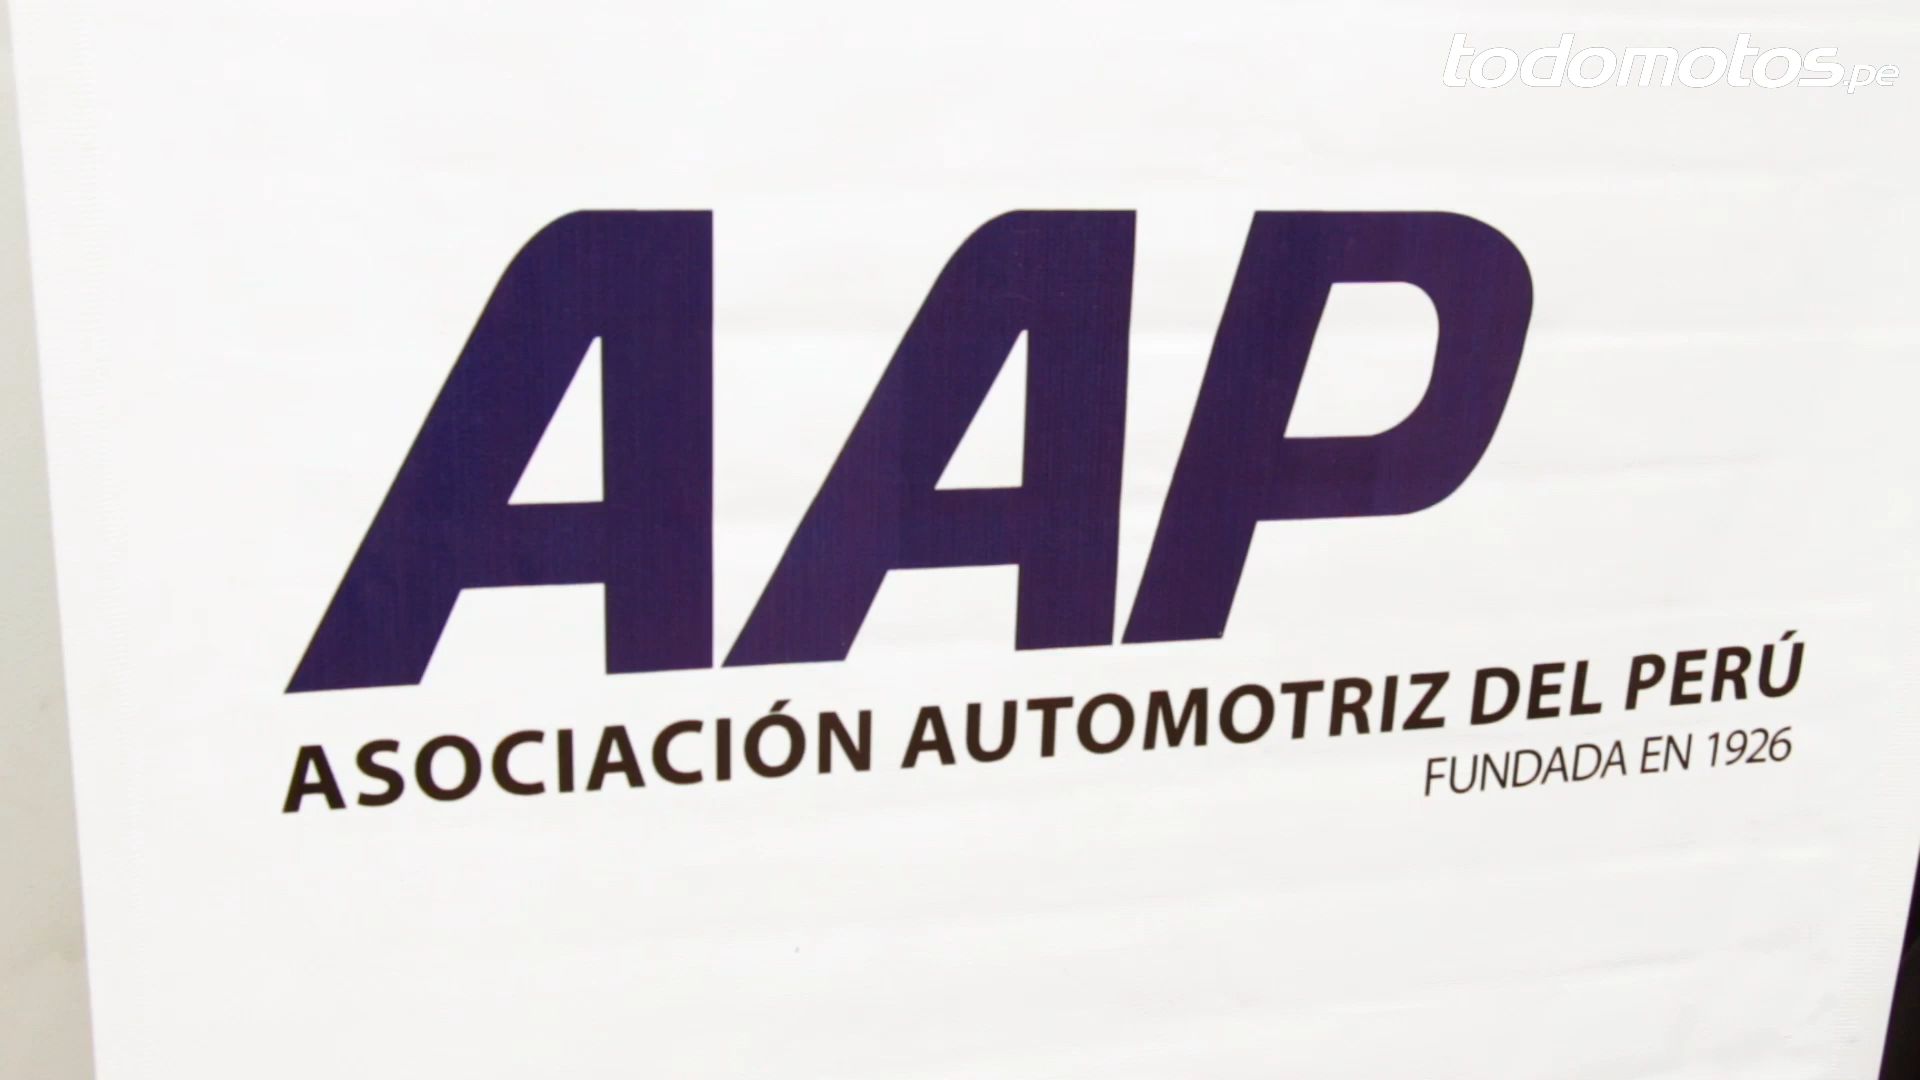 todomotos.pe
AAP
ASOCIACIÓN AUTOMOTRIZ DEL PERÚ
FUNDADA EN 1926